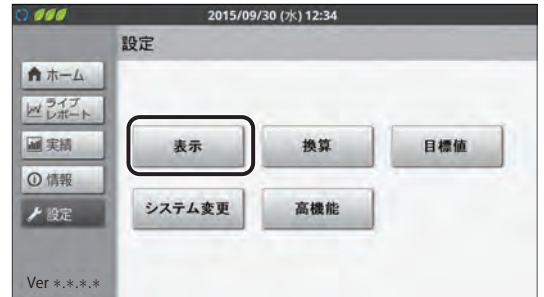 2015/09/30 (水) 12:34
設定
ホーム
ライブ
レポート
実績
情報
設定
表示
換算
目標値
システム変更
高機能
Ver *.*.*.*